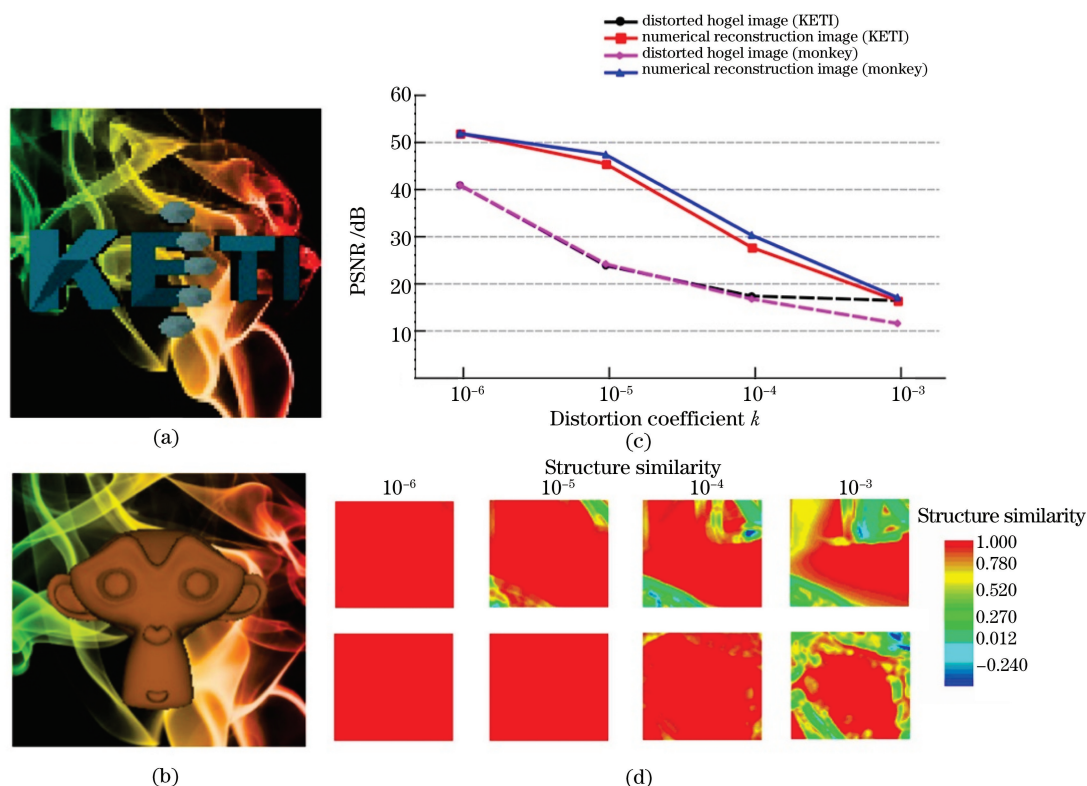 distorted hogel image (KETI)
numerical reconstruction image (KETI)
distorted hogel image (monkey)
numerical reconstruction image (monkey)
KETI
(a)
60
50
40
30
20
10
PSNR /dB
10⁻⁶ 10⁻⁵ 10⁻⁴ 10⁻³
Distortion coefficient k
(c)
(b)
Structure similarity
10⁻⁶ 10⁻⁵ 10⁻⁴ 10⁻³
Structure similarity
1.000
0.780
0.520
0.270
0.012
−0.240
(d)